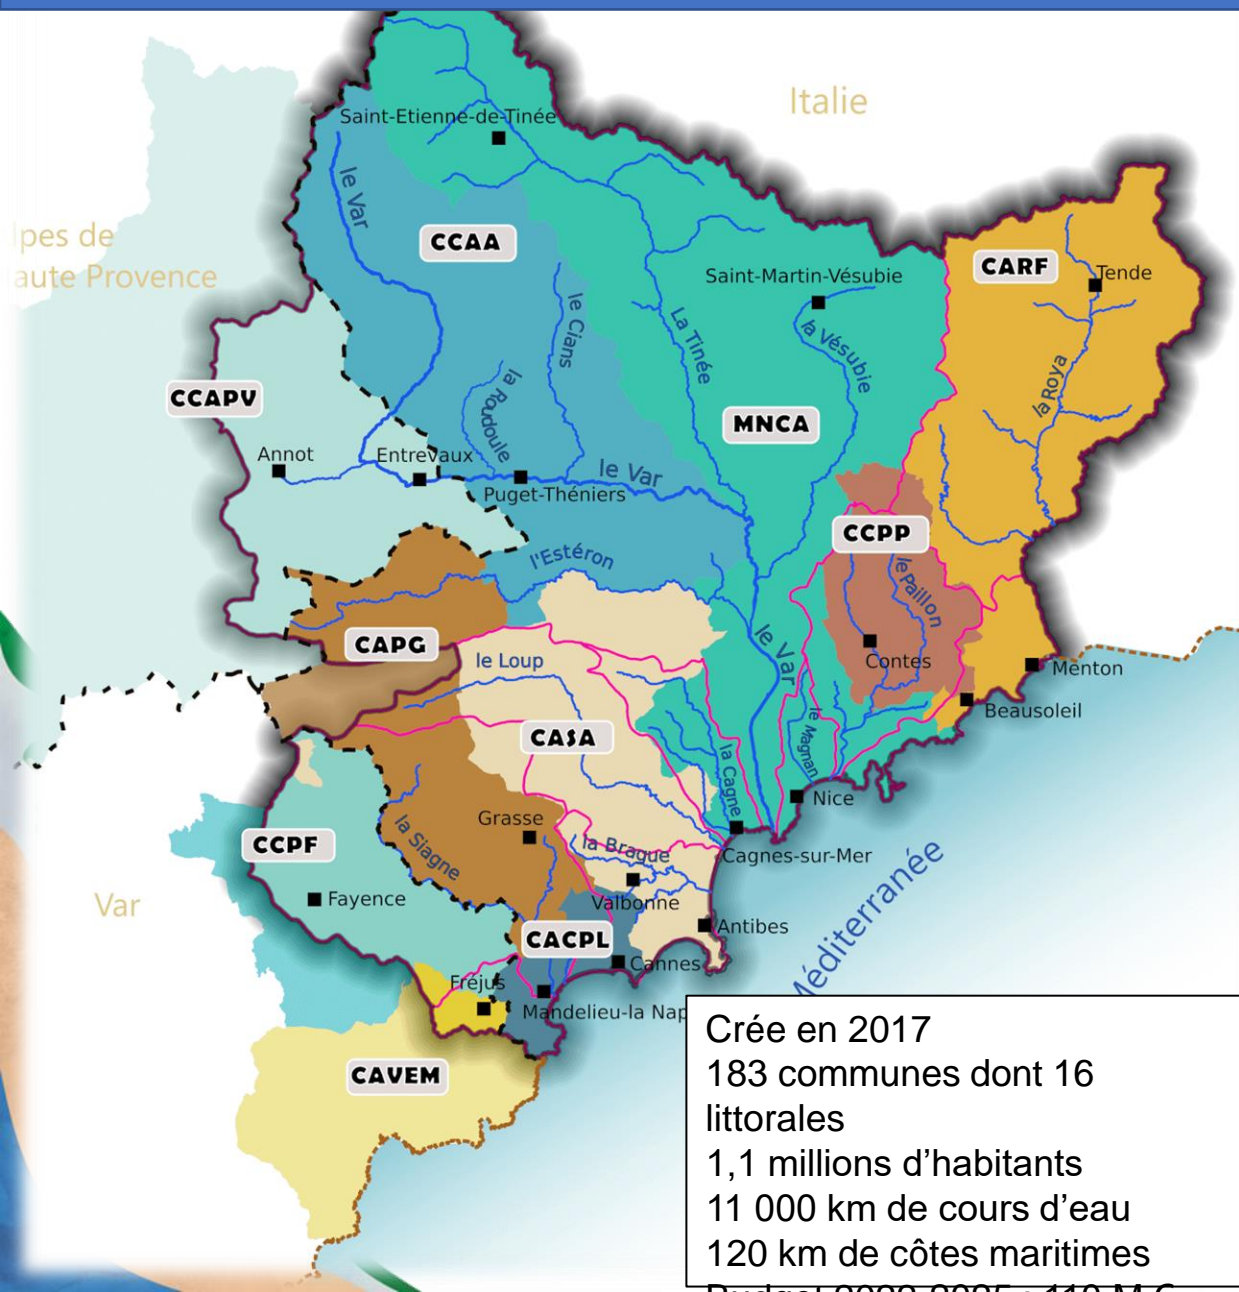 Italie
Saint-Etienne-de-Tinée
le Var
CCAA
lpes de
aute Provence
CARF
Tende
Saint-Martin-Vésubie
le Cians
La Tinée
la Vésubie
la Roya
CCAPV
la Roudoule
MNCA
Annot
Entrevaux
le Var
Puget-Théniers
CCPP
l'Estéron
le Paillon
CAPG
le Loup
le Var
Contes
Menton
Beausoleil
CASA
le Magnan
la Cagne
Nice
Grasse
la Siagne
CCPF
la Brague
Cagnes-sur-Mer
Var
Fayence
Valbonne
Méditerranée
Antibes
CACPL
Cannes
Fréjus
Mandelieu-la Nap
CAVEM
Crée en 2017
183 communes dont 16
littorales
1,1 millions d’habitants
11 000 km de cours d’eau
120 km de côtes maritimes